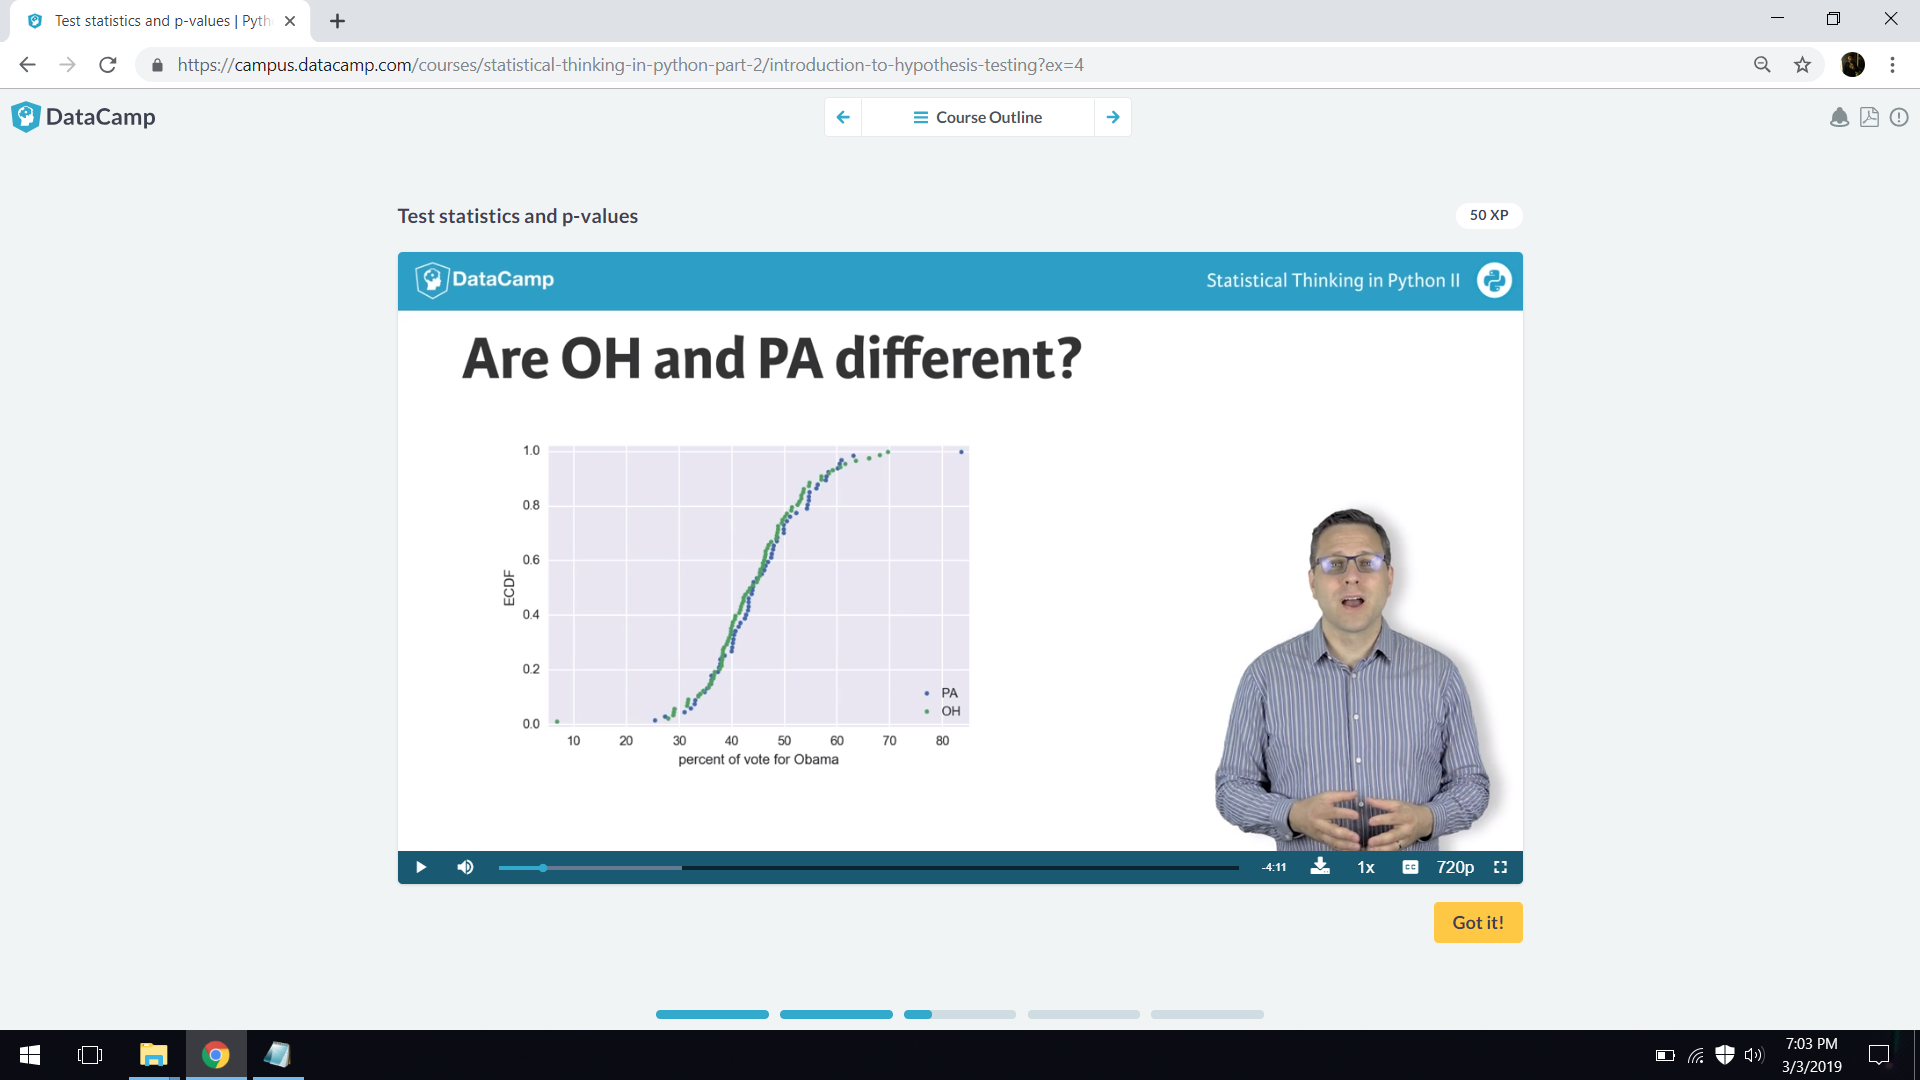 Test statistics and p-values | Pyth
https://campus.datacamp.com/courses/statistical-thinking-in-python-part-2/introduction-to-hypothesis-testing?ex=4
DataCamp
Course Outline
Test statistics and p-values
50 XP
DataCamp
Statistical Thinking in Python II
Are OH and PA different?
1.0
0.8
0.6
0.4
0.2
0.0
ECDF
PA
OH
10 20 30 40 50 60 70 80
percent of vote for Obama
-4:11
1x
CC
720p
Got it!
7:03 PM
3/3/2019